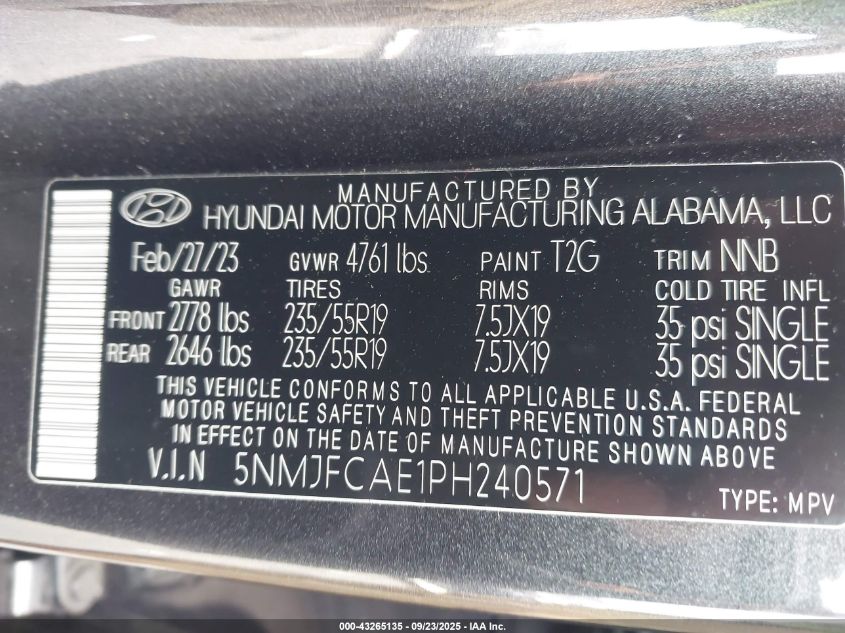 MANUFACTURED BY
HYUNDAI MOTOR MANUFACTURING ALABAMA, LLC
Feb/27/23 GVWR 4761 lbs PAINT T2G TRIM NNB
GAWR TIRES RIMS COLD TIRE INFL
FRONT 2778 lbs 235/55R19 7.5JX19 35 psi SINGLE
REAR 2646 lbs 235/55R19 7.5JX19 35 psi SINGLE
THIS VEHICLE CONFORMS TO ALL APPLICABLE U.S.A. FEDERAL
MOTOR VEHICLE SAFETY AND THEFT PREVENTION STANDARDS
IN EFFECT ON THE DATE OF MANUFACTURE SHOWN ABOVE
V.I.N 5NMJFCAE1PH240571 TYPE: MPV
000-43265135 - 09/23/2025 - IAA Inc.